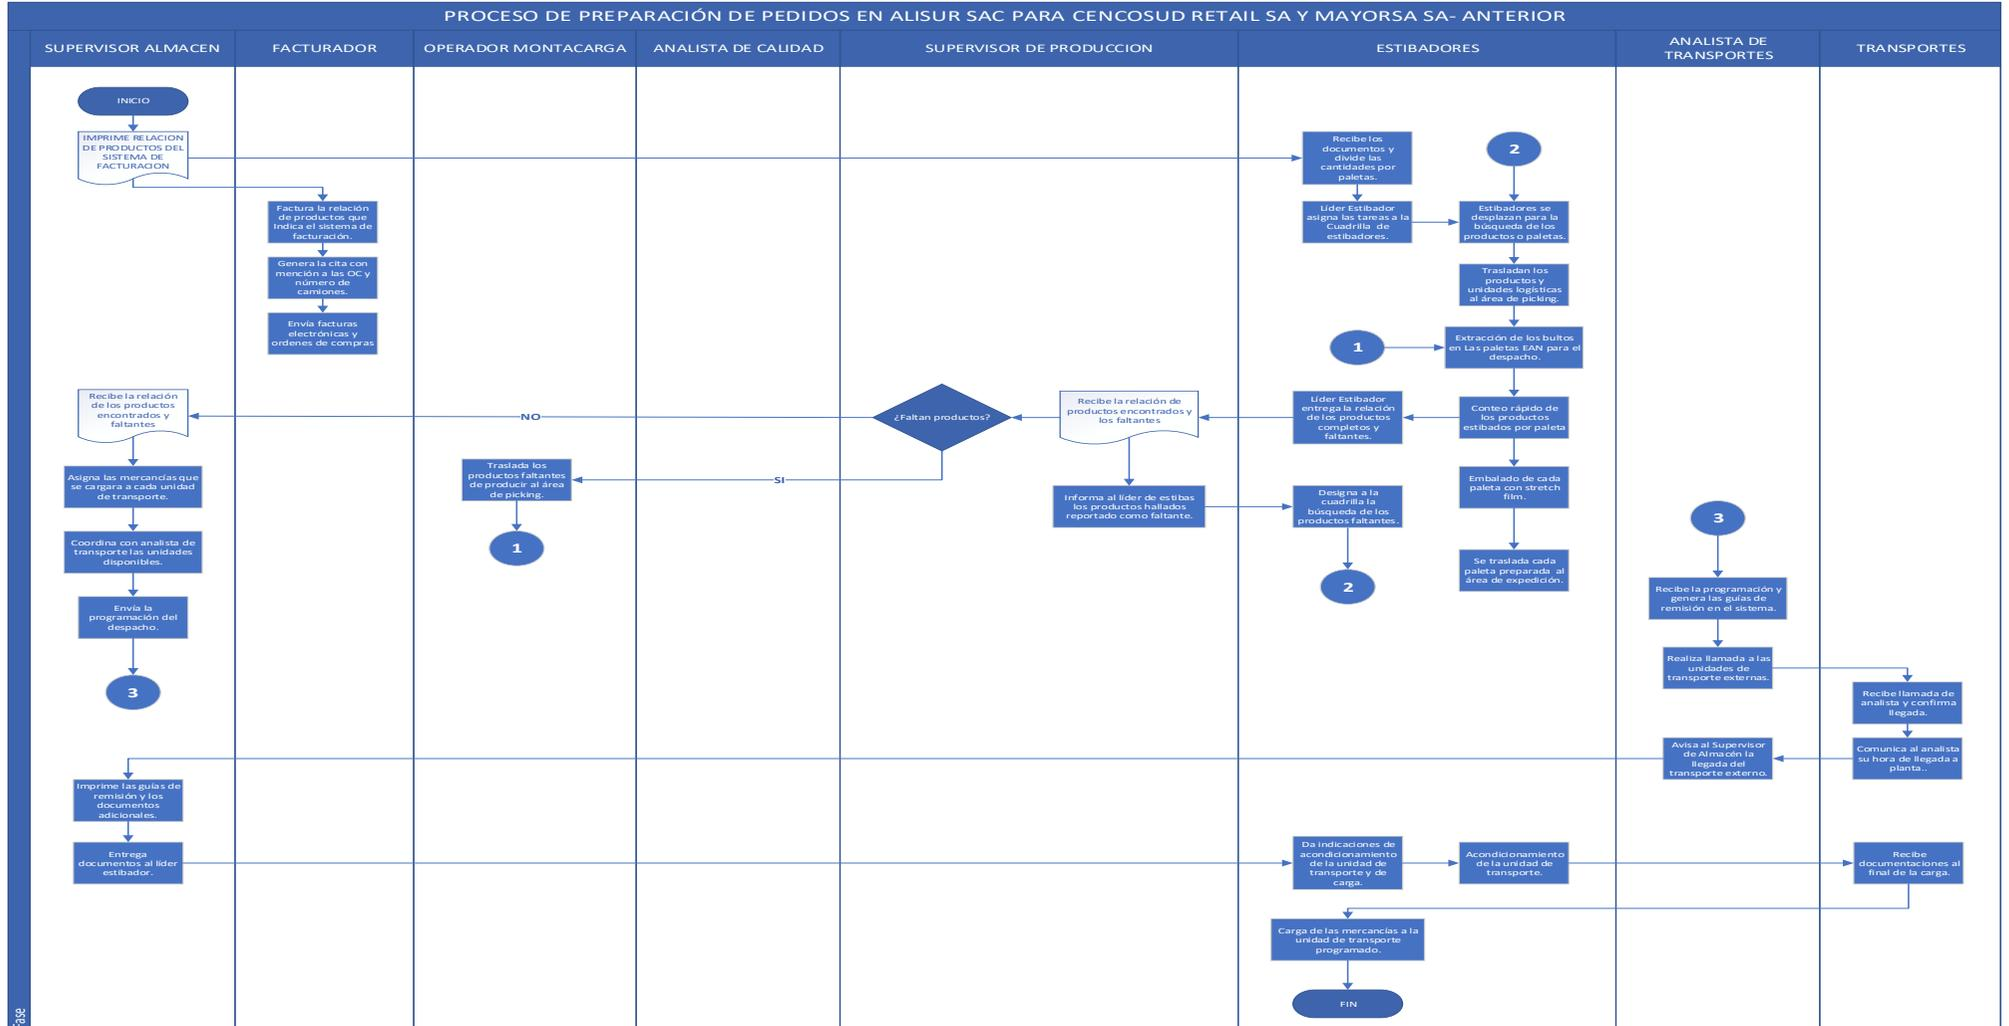 PROCESO DE PREPARACIÓN DE PEDIDOS EN ALISUR SAC PARA CENCOSUD RETAIL SA Y MAYORSA SA- ANTERIOR
SUPERVISOR ALMACEN
FACTURADOR
OPERADOR MONTACARGA
ANALISTA DE CALIDAD
SUPERVISOR DE PRODUCCION
ESTIBADORES
ANALISTA DE
TRANSPORTES
TRANSPORTES
INICIO
IMPRIME RELACION
DE PRODUCTOS DEL
SISTEMA DE
FACTURACION
Recibe los
documentos y
divide las
cantidades por
paletas.
2
Factura la relación
de productos que
Indica el sistema de
facturación.
Líder Estibador
asigna las tareas a la
Cuadrilla de
estibadores.
Estibadores se
desplazan para la
búsqueda de los
productos o paletas.
Genera la cita con
mención a las OC y
número de
camiones.
Trasladan los
productos y
unidades logísticas
al área de picking.
Envía facturas
electrónicas y
ordenes de compras
1
Extracción de los bultos
en Las paletas EAN para el
despacho.
Recibe la relación
de los productos
encontrados y
faltantes
NO
¿Faltan productos?
Recibe la relación de
productos encontrados y
los faltantes
Líder Estibador
entrega la relación
de los productos
completos y
faltantes.
Conteo rápido de
los productos
estibados por paleta
Asigna las mercancías que
se cargara a cada unidad
de transporte.
Traslada los
productos faltantes
de producir al área
de picking.
SI
Informa al líder de estibas
los productos hallados
reportado como faltante.
Designa a la
cuadrilla la
búsqueda de los
productos faltantes.
Embalado de cada
paleta con stretch
film.
3
Coordina con analista de
transporte las unidades
disponibles.
1
2
Se traslada cada
paleta preparada al
área de expedición.
Envía la
programación del
despacho.
Recibe la programación y
genera las guías de
remisión en el sistema.
3
Realiza llamada a las
unidades de
transporte externas.
Recibe llamada de
analista y confirma
llegada.
Avisa al Supervisor
de Almacén la
llegada del
transporte externo.
Comunica al analista
su hora de llegada a
planta..
Imprime las guías de
remisión y los
documentos
adicionales.
Entrega
documentos al líder
estibador.
Da indicaciones de
acondicionamiento
de la unidad de
transporte y de
carga.
Acondicionamiento
de la unidad de
transporte.
Recibe
documentaciones al
final de la carga.
Carga de las mercancías a la
unidad de transporte
programado.
FIN